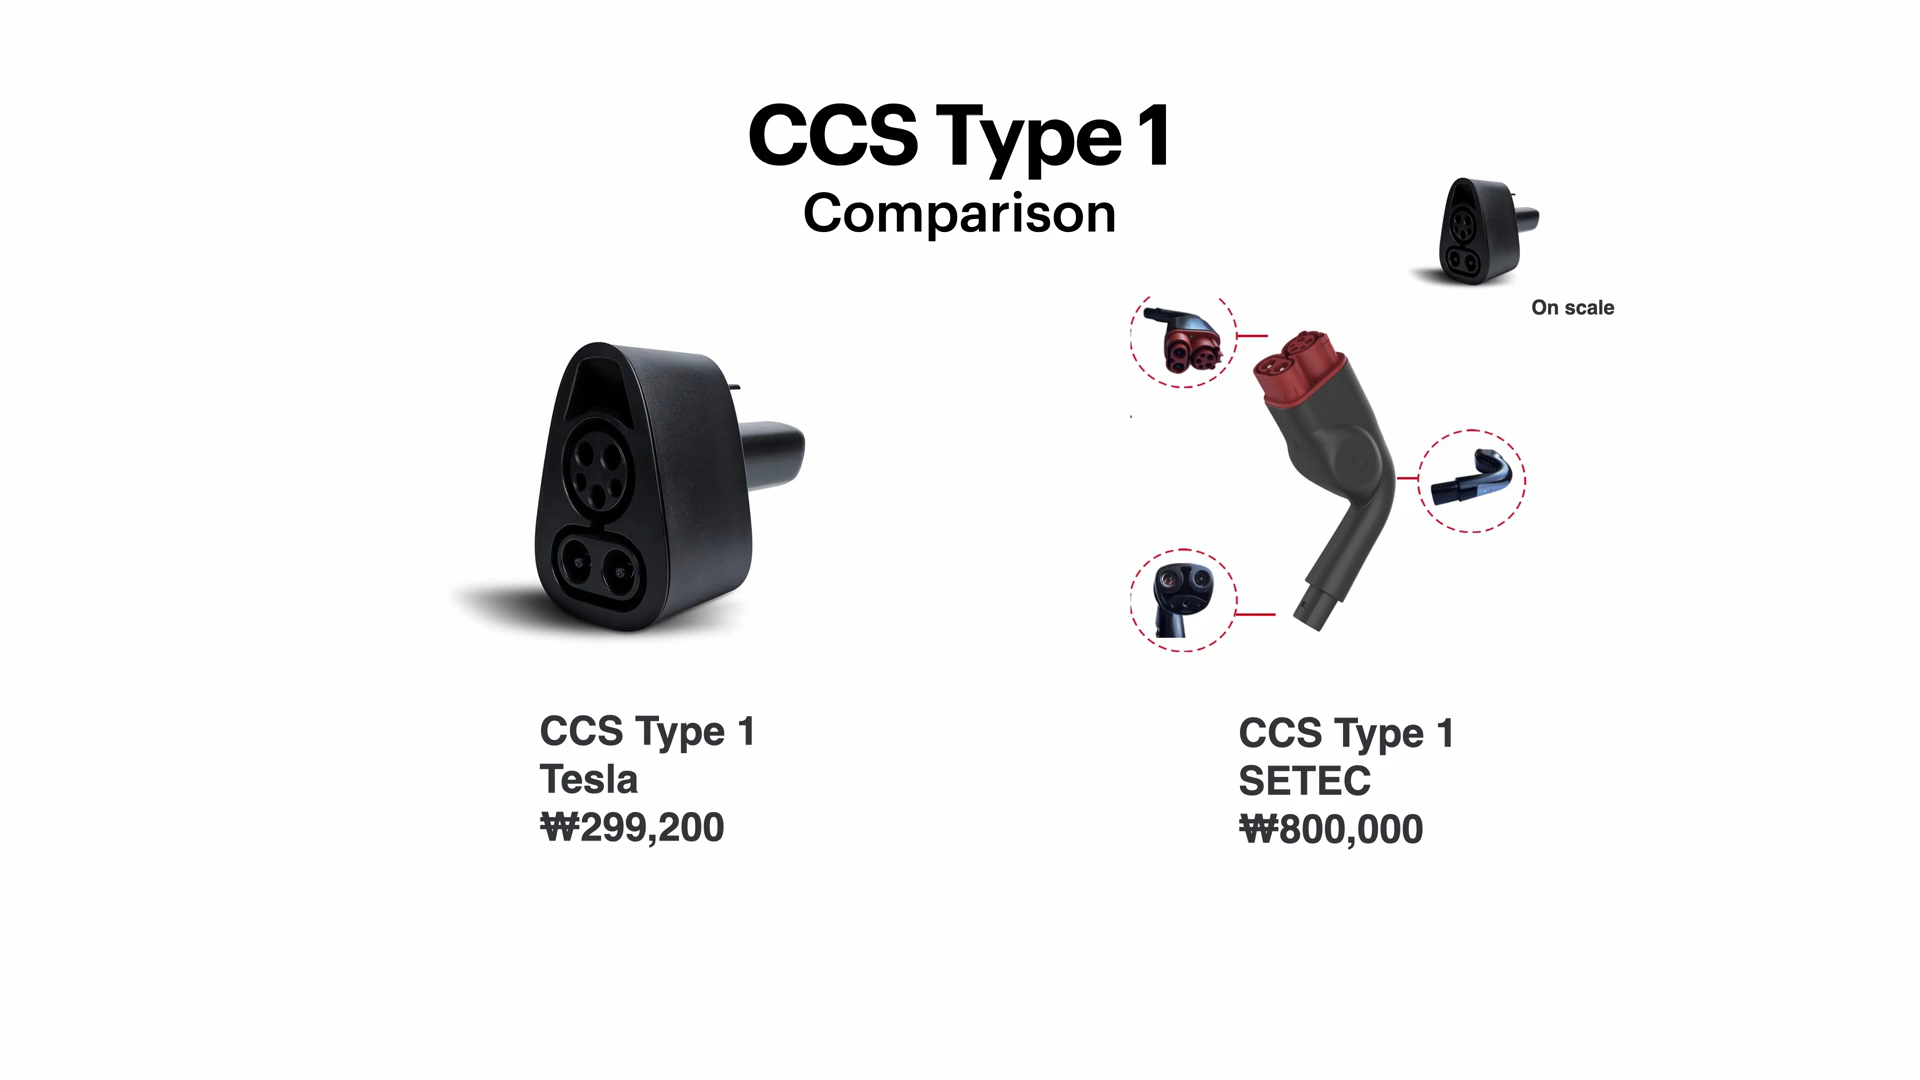 CCS Type 1
Comparison
On scale
CCS Type 1
Tesla
₩299,200
CCS Type 1
SETEC
₩800,000